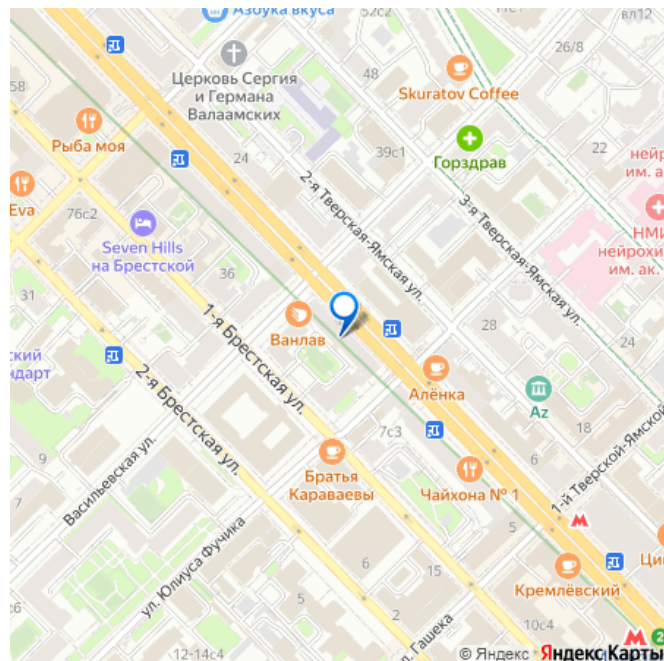 Азбука вкуса
52с2
вл12
58
Церковь Сергия
и Германа
Валаамских
48
Skuratov Coffee
26/8
Рыба моя
24
39с1
Горздрав
22
Eva
76с2
2-я Тверская-Ямская ул.
3-я Тверская-Ямская ул.
НМИ
нейрохи
им. ак.
Seven Hills
на Брестской
36
31
Ванлав
1-я Брестская ул.
28
24
2-я Брестская ул.
Алёнка
Az
18
7с3
6
Васильевская ул.
Братья
Караваевы
Чайхона № 1
1-й Тверской-Ямской
5
ул. Юлиуса Фучика
6
15
Кремлёвский
5
2
10с4
12-14с4
Гашека
© Яндекс Яндекс Карты